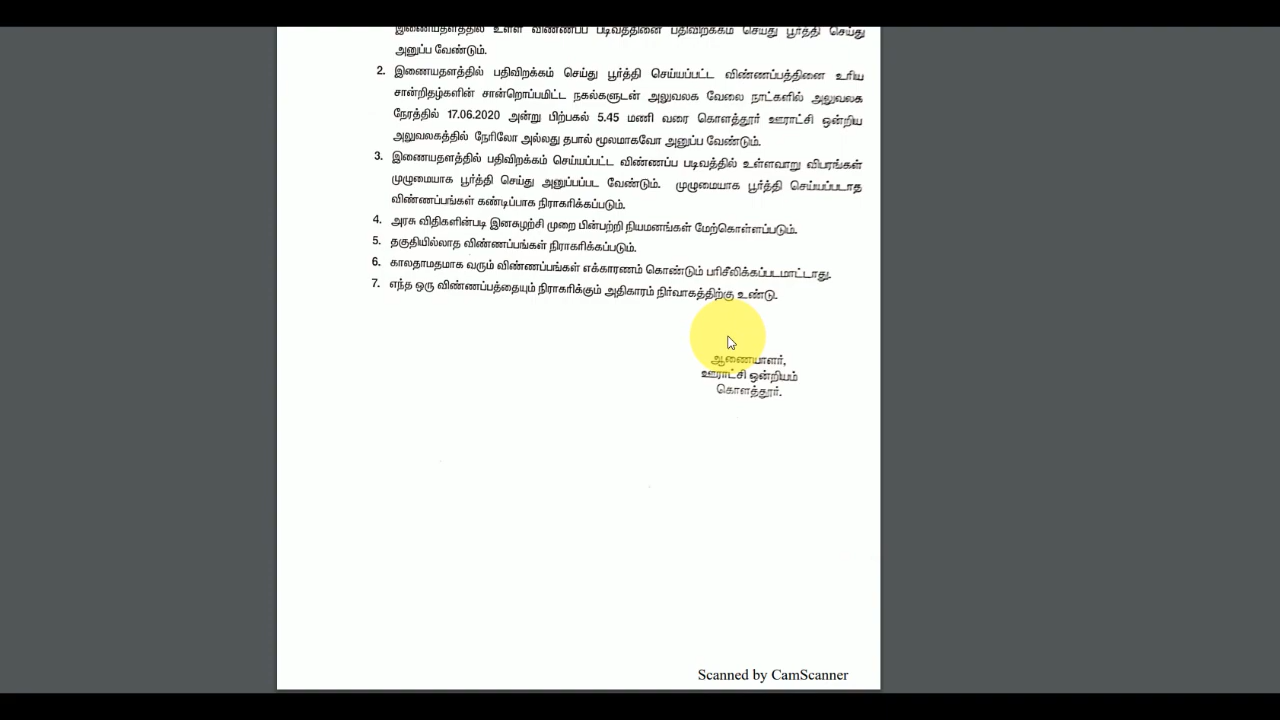 இணையதளத்தில் உள்ள விண்ணப்ப படிவத்தினை பதிவிறக்கம் செய்து பூர்த்தி செய்து
அனுப்ப வேண்டும்.
2. இணையதளத்தில் பதிவிறக்கம் செய்து பூர்த்தி செய்யப்பட்ட விண்ணப்பத்தினை உரிய
சான்றிதழ்களின் சான்றொப்பமிட்ட நகல்களுடன் அலுவலக வேலை நாட்களில் அலுவலக
நேரத்தில் 17.06.2020 அன்று பிற்பகல் 5.45 மணி வரை கொளத்தூர் ஊராட்சி ஒன்றிய
அலுவலகத்தில் நேரிலோ அல்லது தபால் மூலமாகவோ அனுப்ப வேண்டும்.
3. இணையதளத்தில் பதிவிறக்கம் செய்யப்பட்ட விண்ணப்ப படிவத்தில் உள்ளவாறு விபரங்கள்
முழுமையாக பூர்த்தி செய்து அனுப்பப்பட வேண்டும். முழுமையாக பூர்த்தி செய்யப்படாத
விண்ணப்பங்கள் கண்டிப்பாக நிராகரிக்கப்படும்.
4. அரசு விதிகளின்படி இனசுழற்சி முறை பின்பற்றி நியமனங்கள் மேற்கொள்ளப்படும்.
5. தகுதியில்லாத விண்ணப்பங்கள் நிராகரிக்கப்படும்.
6. காலதாமதமாக வரும் விண்ணப்பங்கள் எக்காரணம் கொண்டும் பரிசீலிக்கப்படமாட்டாது.
7. எந்த ஒரு விண்ணப்பத்தையும் நிராகரிக்கும் அதிகாரம் நிர்வாகத்திற்கு உண்டு.
ஆணையாளர்,
ஊராட்சி ஒன்றியம்
கொளத்தூர்.
Scanned by CamScanner